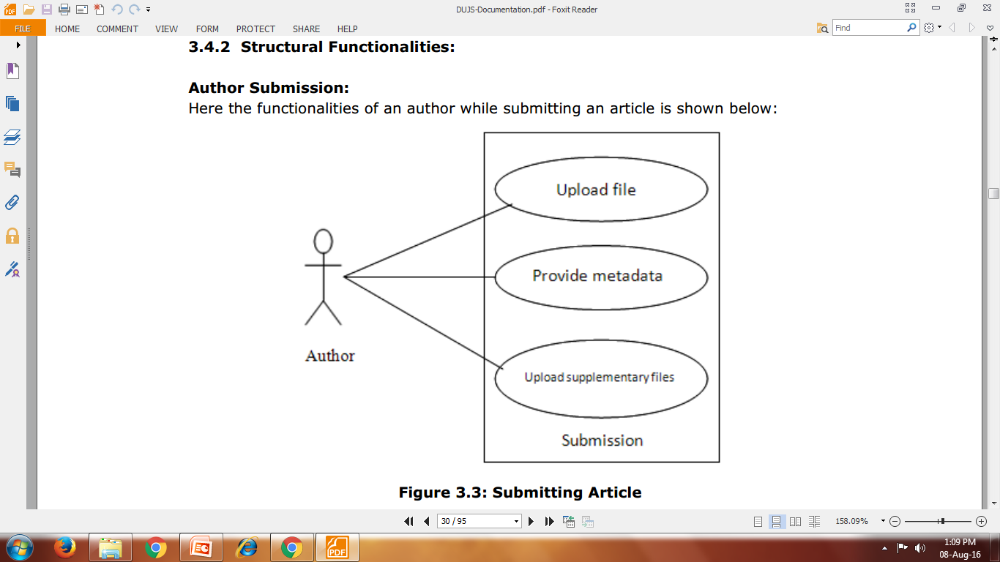 DUJS-Documentation.pdf - Foxit Reader
FILE HOME COMMENT VIEW FORM PROTECT SHARE HELP
Find
3.4.2 Structural Functionalities:
Author Submission:
Here the functionalities of an author while submitting an article is shown below:
Upload file
Provide metadata
Author
Upload supplementary files
Submission
Figure 3.3: Submitting Article
30 / 95
158.09%
PDF
1:09 PM
08-Aug-16